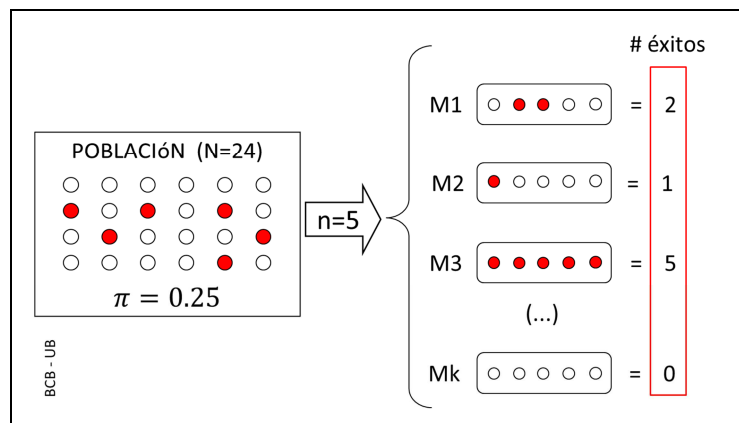 # éxitos
POBLACIóN (N=24)
π = 0.25
n=5
M1 = 2
M2 = 1
M3 = 5
(...)
Mk = 0
BCB - UB